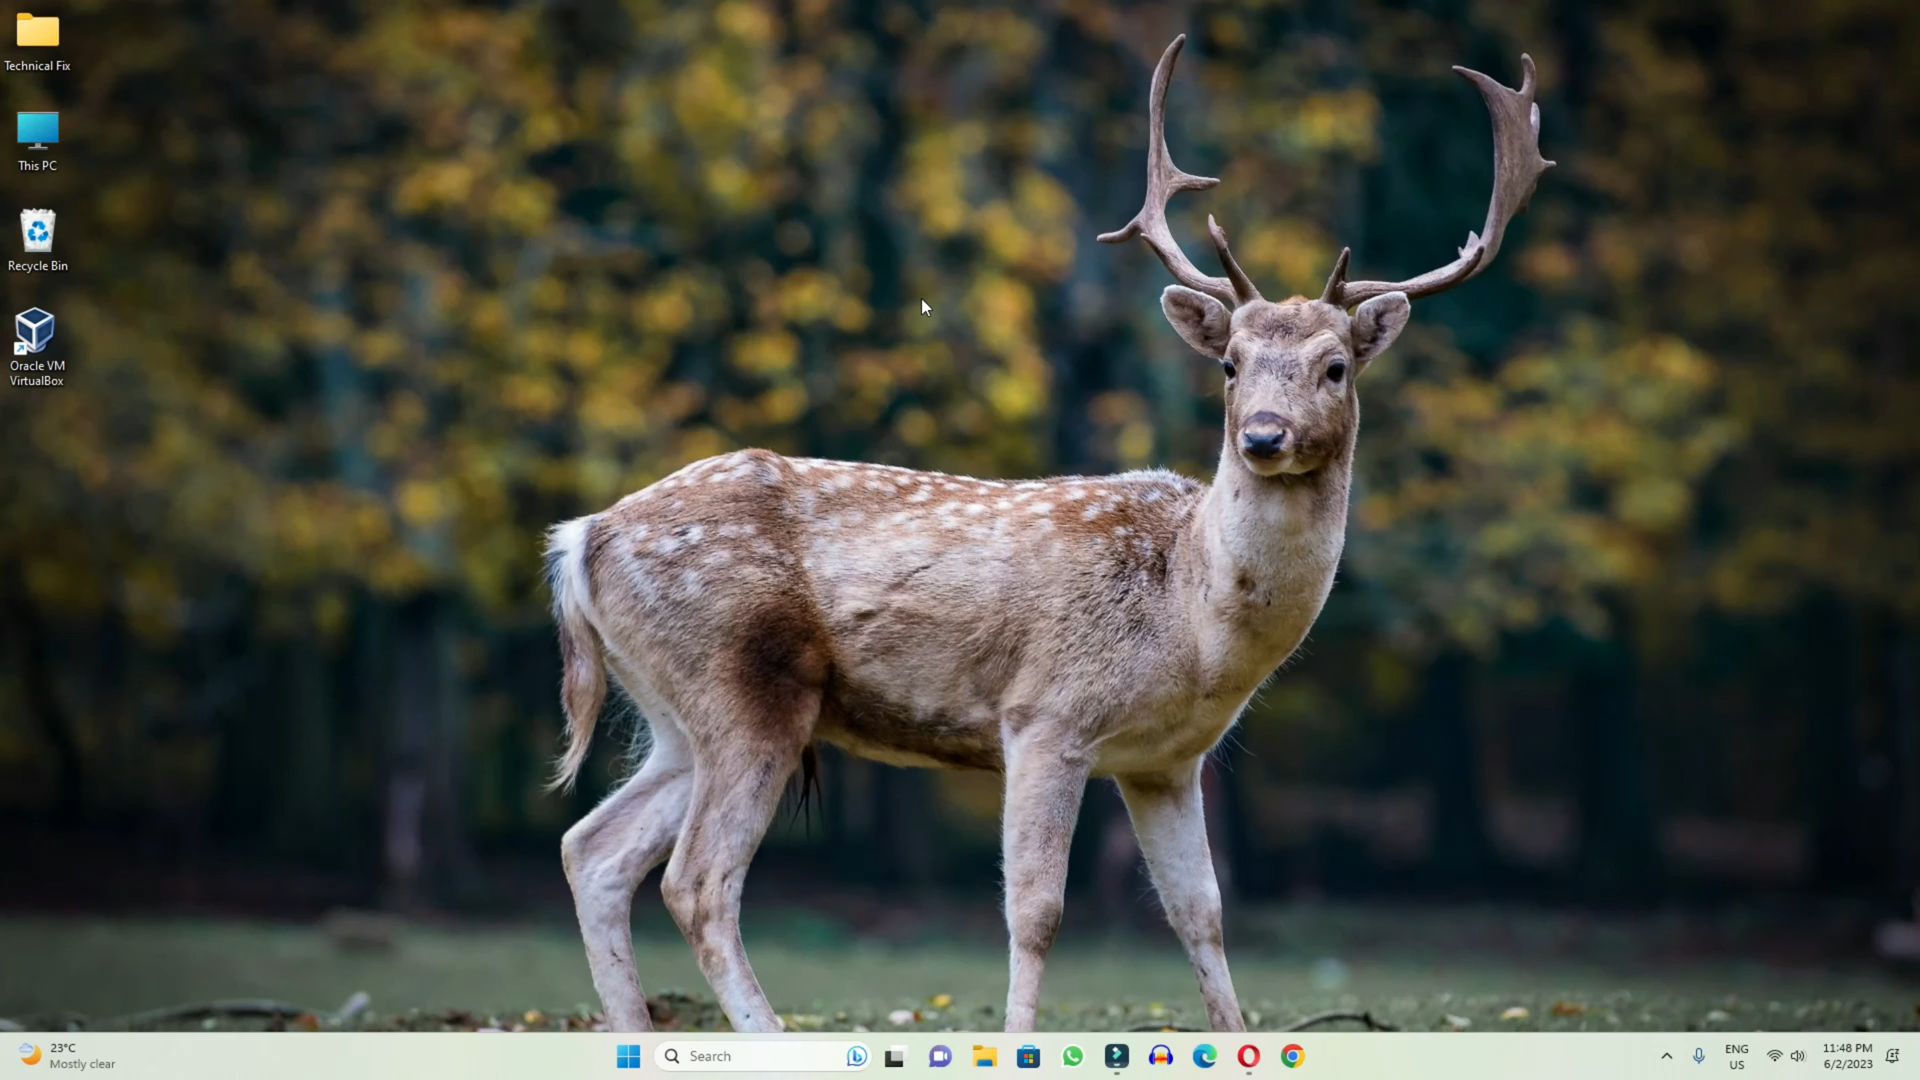 Technical Fix
This PC
Recycle Bin
Oracle VM
VirtualBox
23°C
Mostly clear
Search
ENG
US
11:48 PM
6/2/2023